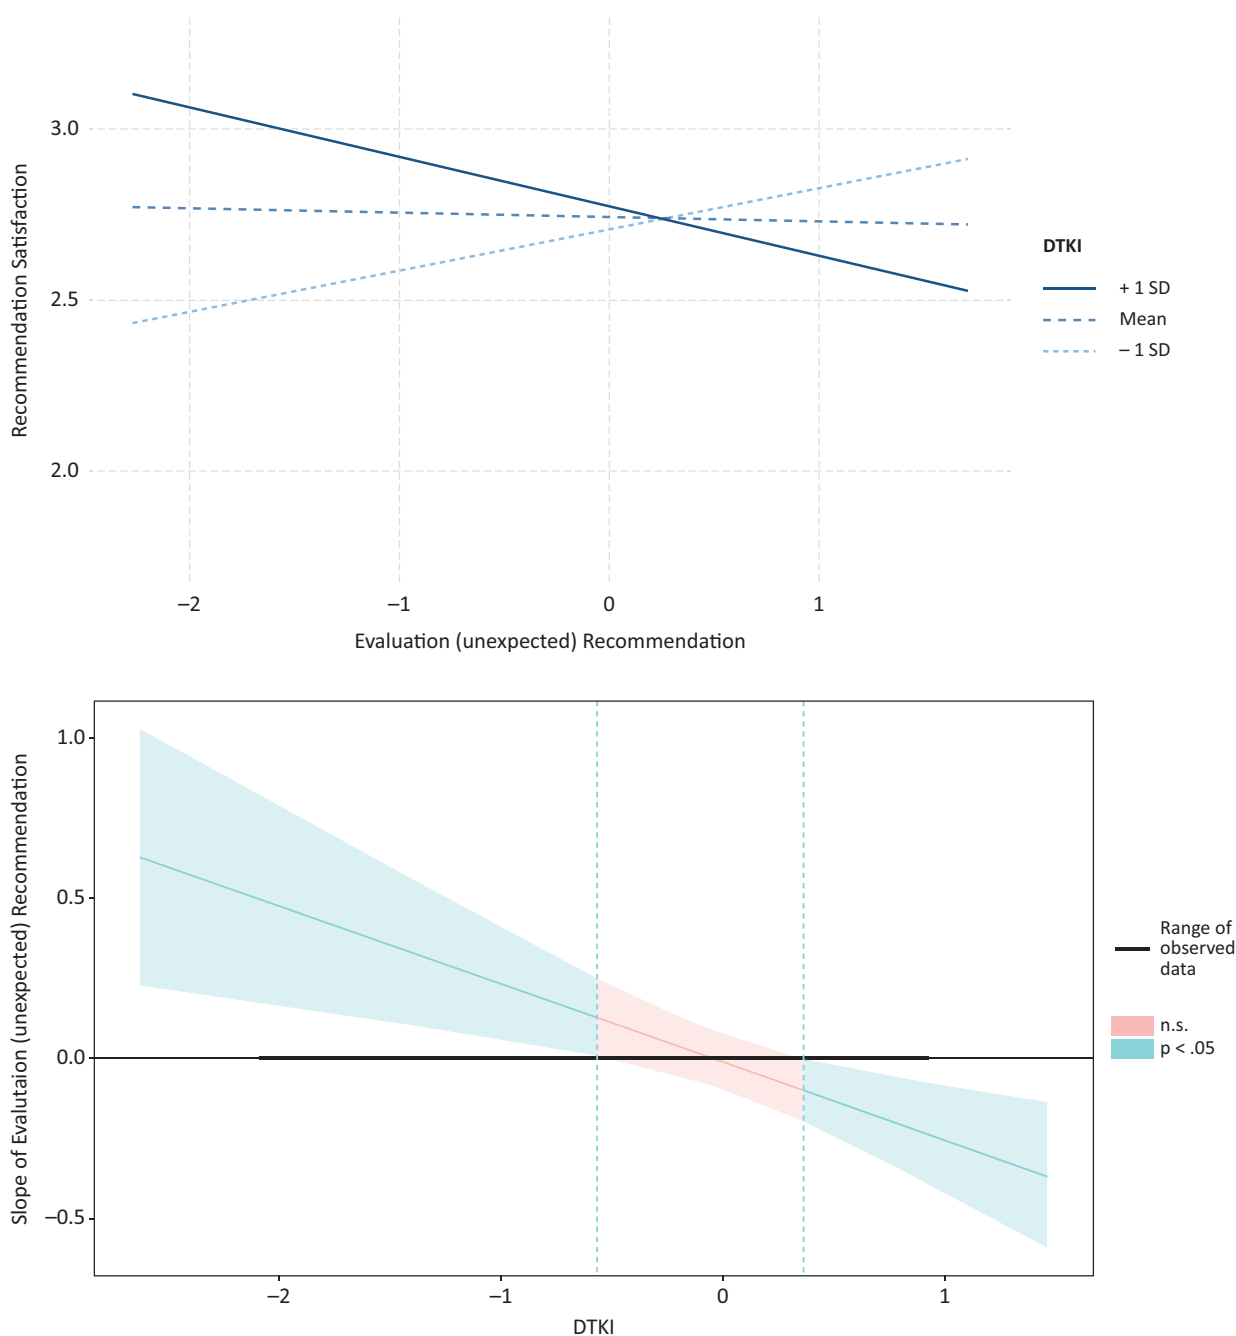 3.0
2.5
2.0
Recommendation Satisfaction
–2
–1
0
1
Evaluation (unexpected) Recommendation
DTKI
+ 1 SD
Mean
– 1 SD
1.0
0.5
0.0
–0.5
Slope of Evalutation (unexpected) Recommendation
–2
–1
0
1
DTKI
Range of
observed
data
n.s.
p < .05